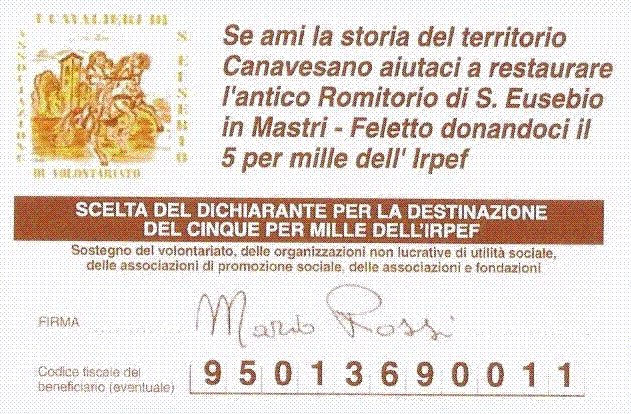 I CAVALIERI DI
S. EUSEBIO
ASSOCIAZIONE
DI VOLONTARIATO
Se ami la storia del territorio
Canavesano aiutaci a restaurare
l'antico Romitorio di S. Eusebio
in Mastri - Feletto donandoci il
5 per mille dell' Irpef
SCELTA DEL DICHIARANTE PER LA DESTINAZIONE
DEL CINQUE PER MILLE DELL'IRPEF
Sostegno del volontariato, delle organizzazioni non lucrative di utilità sociale,
delle associazioni di promozione sociale, delle associazioni e fondazioni
FIRMA Mario Rossi
Codice fiscale del
beneficiario (eventuale) 95013690011